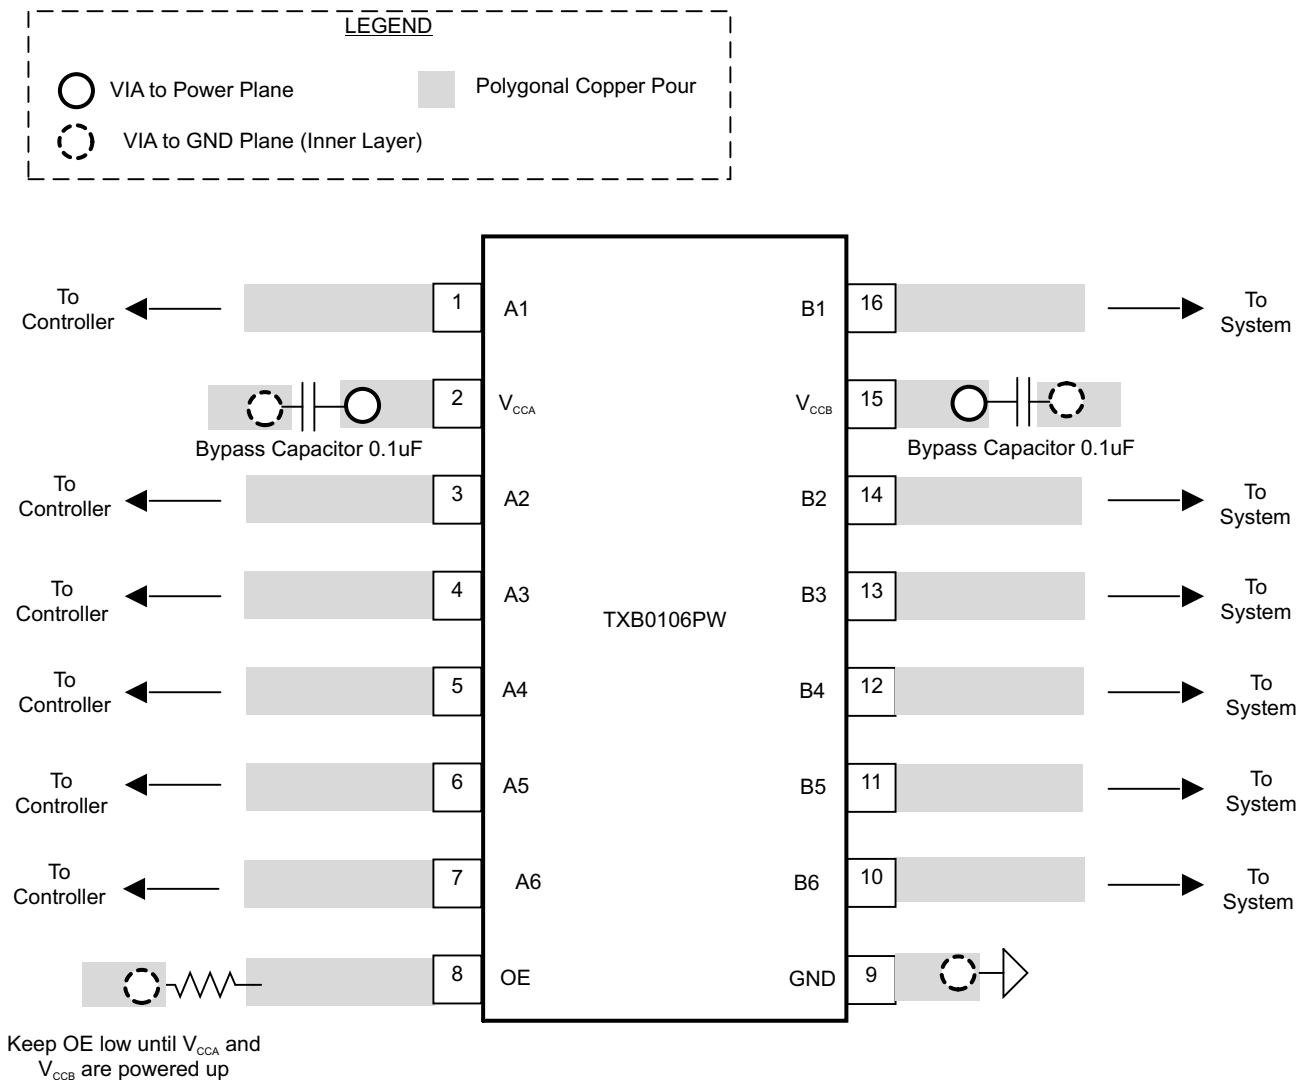 LEGEND
VIA to Power Plane
Polygonal Copper Pour
VIA to GND Plane (Inner Layer)
To
Controller
1
A1
B1
16
To
System
2
VCCA
VCCB
15
Bypass Capacitor 0.1uF
Bypass Capacitor 0.1uF
To
Controller
3
A2
B2
14
To
System
To
Controller
4
A3
B3
13
To
System
TXB0106PW
To
Controller
5
A4
B4
12
To
System
To
Controller
6
A5
B5
11
To
System
To
Controller
7
A6
B6
10
To
System
8
OE
GND
9
Keep OE low until VCCA and
VCCB are powered up